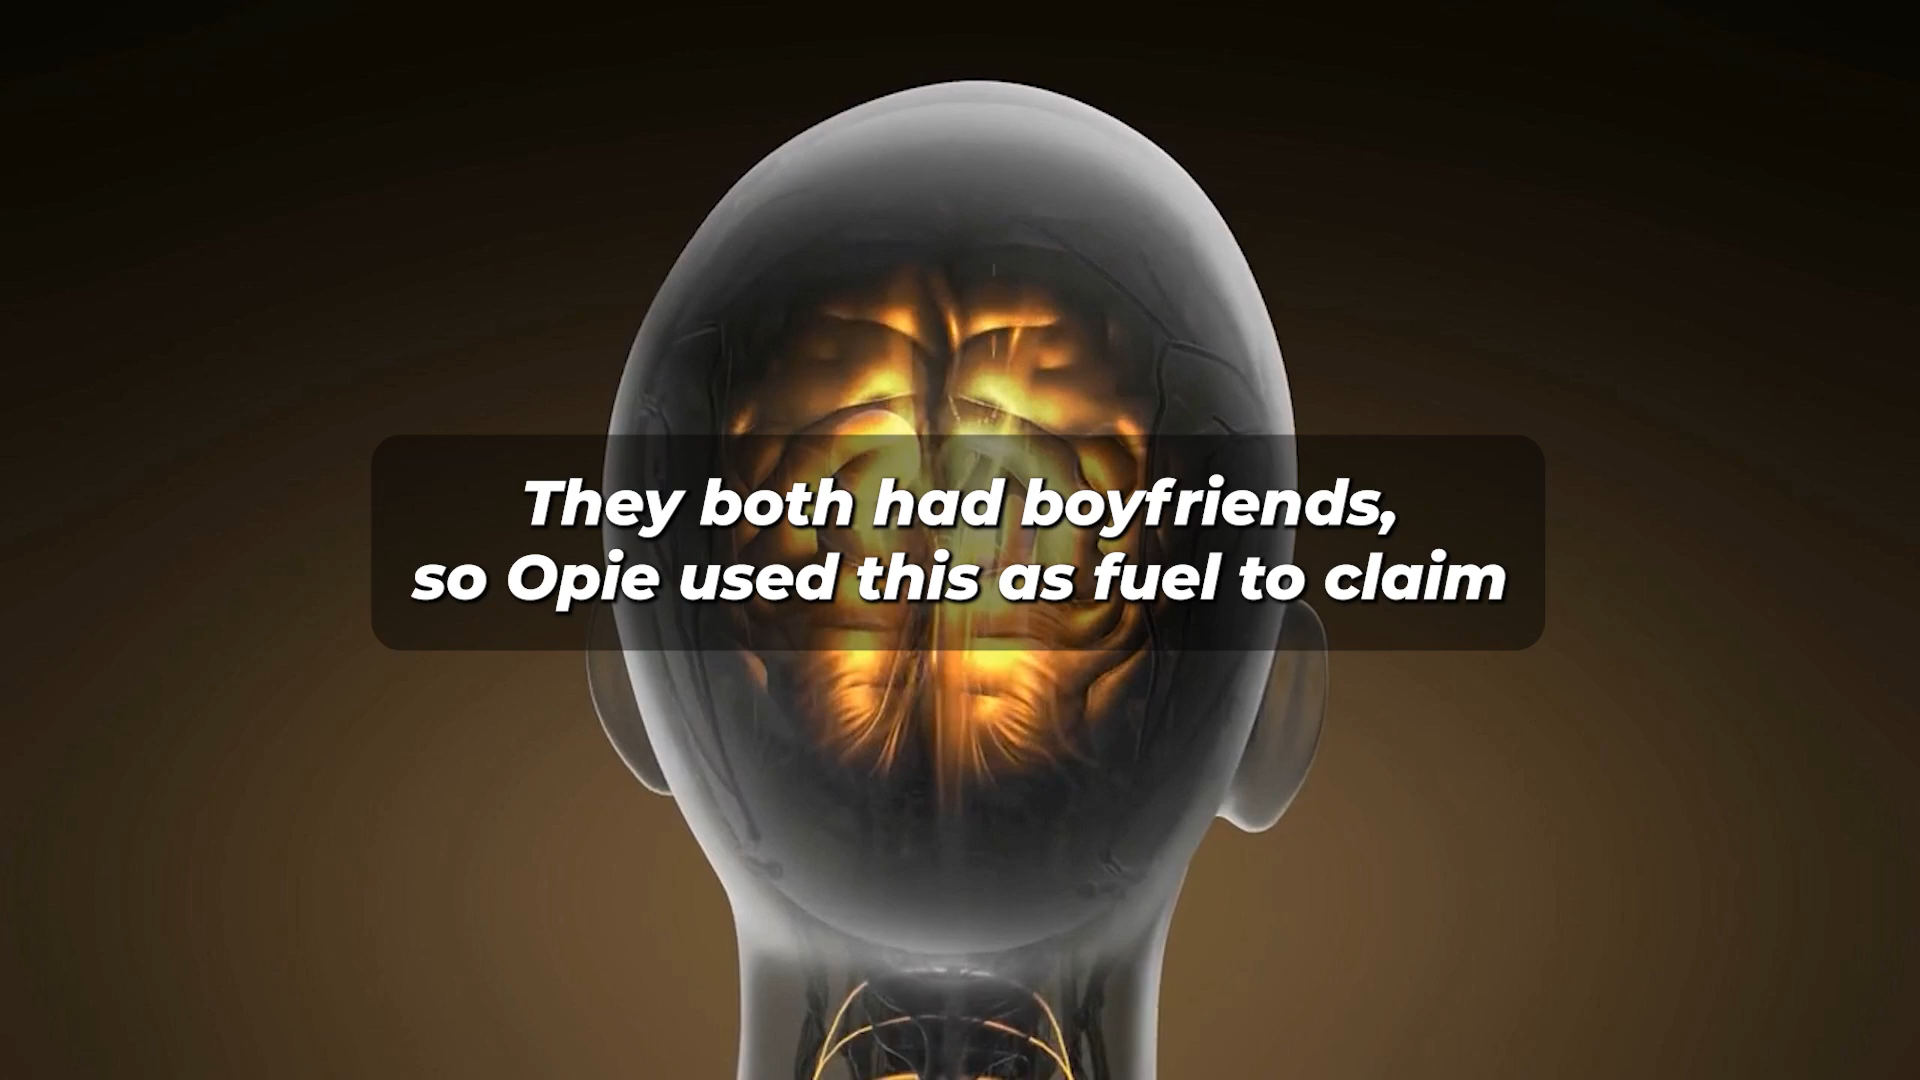 They both had boyfriends,
so Opie used this as fuel to claim